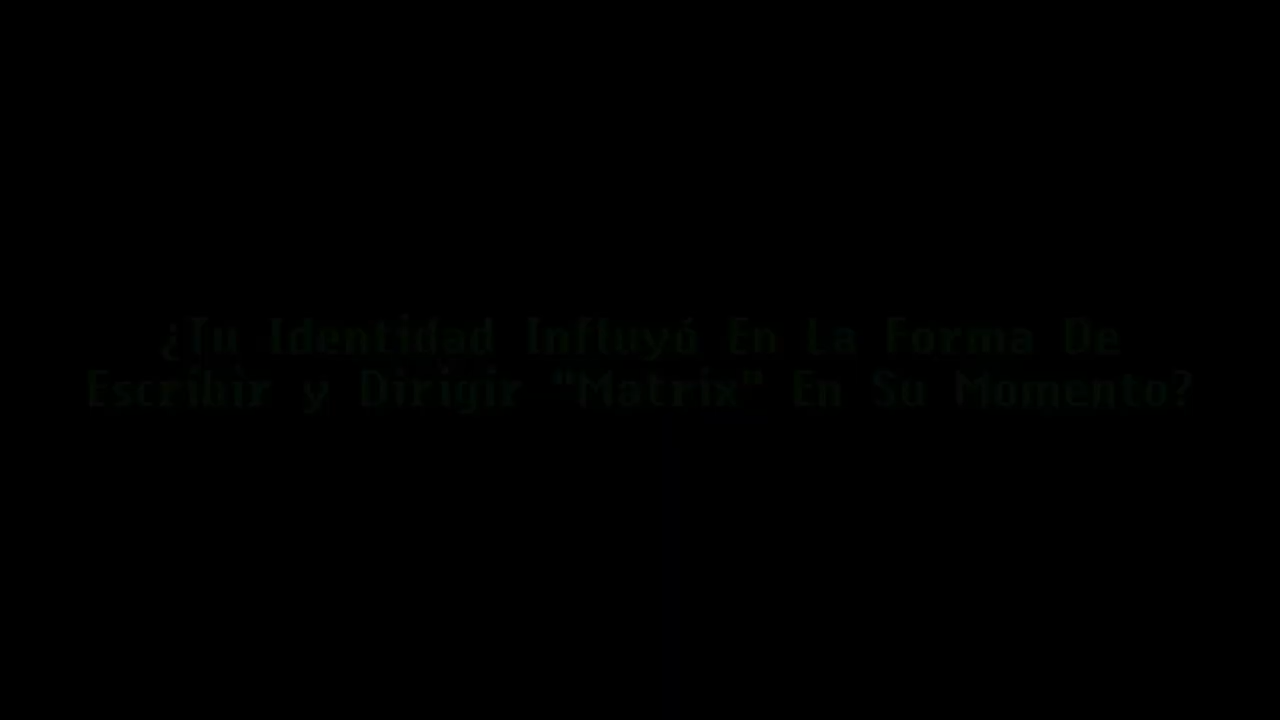 ¿Tu Identidad Influyó En La Forma De
Escribir y Dirigir "Matrix" En Su Momento?